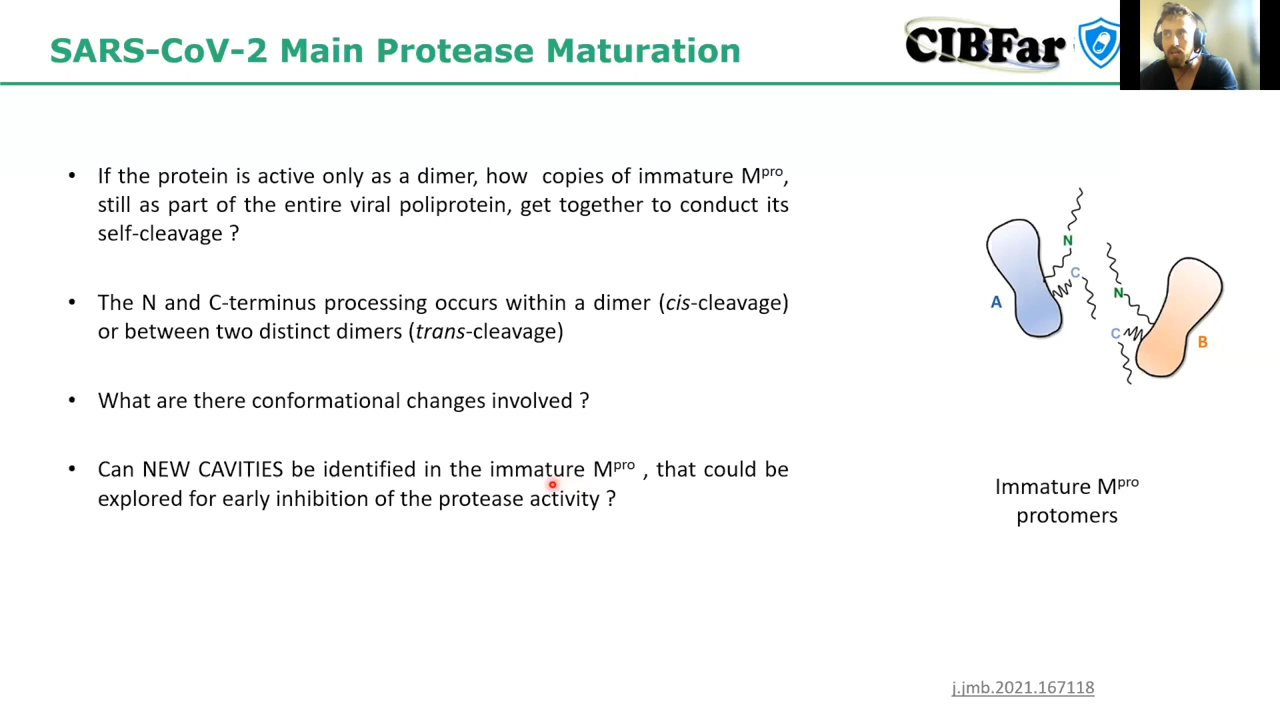 SARS-CoV-2 Main Protease Maturation
CIBFar
• If the protein is active only as a dimer, how copies of immature Mᵖʳᵒ,
still as part of the entire viral poliprotein, get together to conduct its
self-cleavage ?
• The N and C-terminus processing occurs within a dimer (cis-cleavage)
or between two distinct dimers (trans-cleavage)
• What are there conformational changes involved ?
• Can NEW CAVITIES be identified in the immature Mᵖʳᵒ , that could be
explored for early inhibition of the protease activity ?
N
C
A
N
C
B
Immature Mᵖʳᵒ
protomers
j.jmb.2021.167118